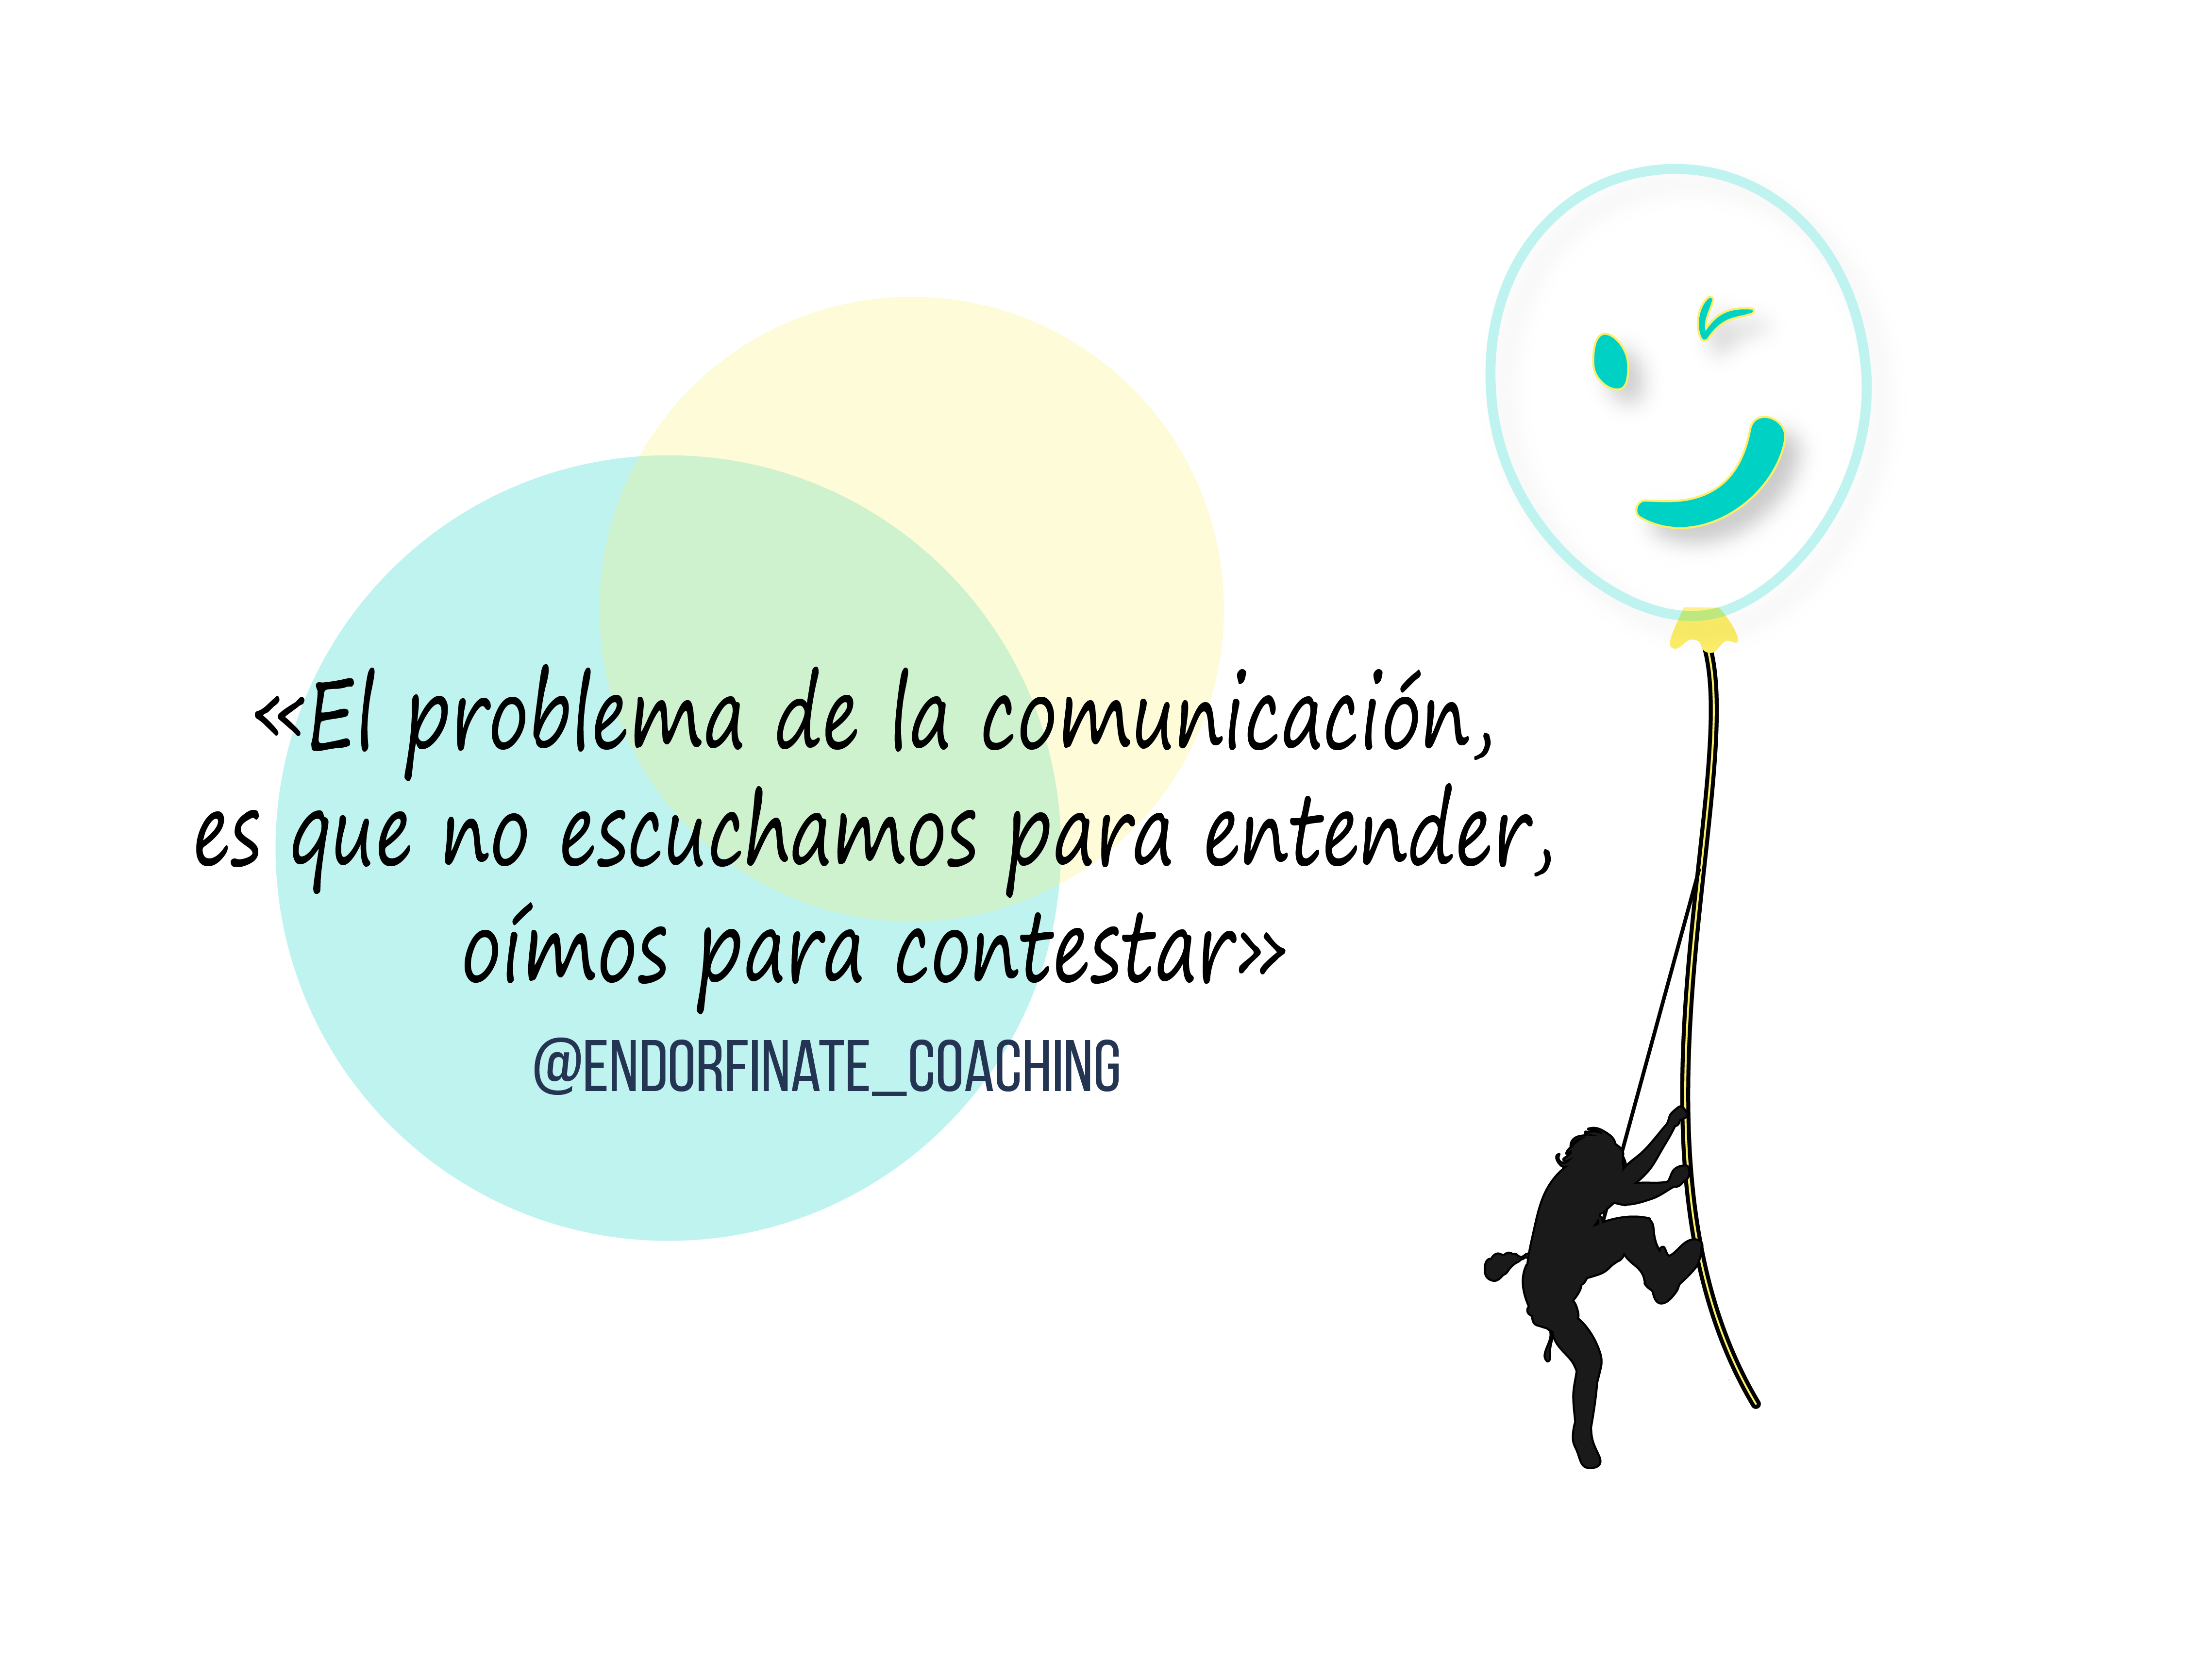 «El problema de la comunicación,
es que no escuchamos para entender,
oímos para contestar»
@ENDORFINATE_COACHING